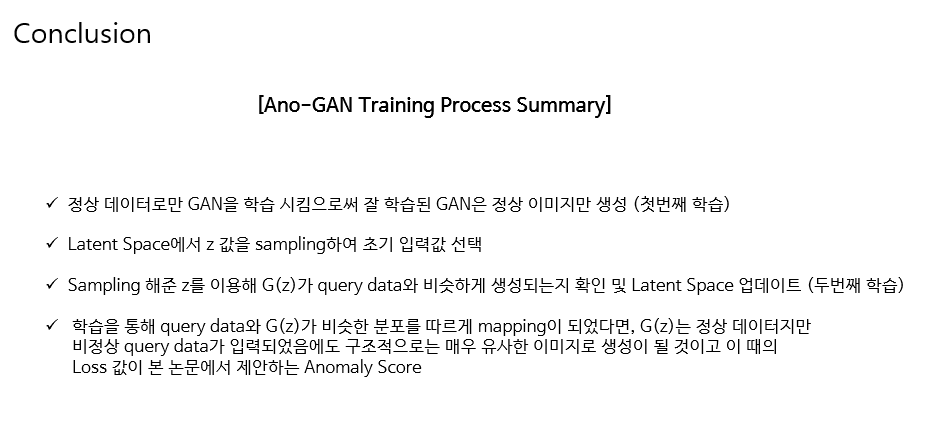 Conclusion
[Ano-GAN Training Process Summary]
✓ 정상 데이터로만 GAN을 학습 시킴으로써 잘 학습된 GAN은 정상 이미지만 생성 (첫번째 학습)
✓ Latent Space에서 z 값을 sampling하여 초기 입력값 선택
✓ Sampling 해준 z를 이용해 G(z)가 query data와 비슷하게 생성되는지 확인 및 Latent Space 업데이트 (두번째 학습)
✓ 학습을 통해 query data와 G(z)가 비슷한 분포를 따르게 mapping이 되었다면, G(z)는 정상 데이터지만
비정상 query data가 입력되었음에도 구조적으로는 매우 유사한 이미지로 생성이 될 것이고 이 때의
Loss 값이 본 논문에서 제안하는 Anomaly Score